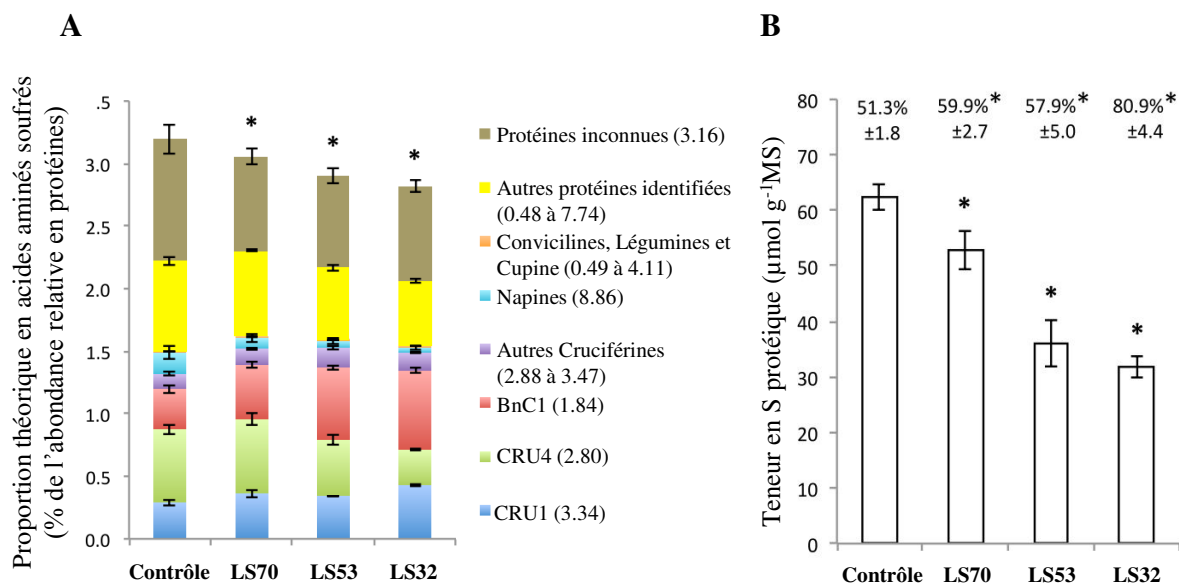 A
Proportion théorique en acides aminés soufrés
(% de l'abondance relative en protéines)
.5
3.0
2.5
2.0
1.5
1.0
0.5
0.0
* * *
Contrôle LS70 LS53 LS32
Protéines inconnues (3.16)
Autres protéines identifiées
(0.48 à 7.74)
Convicilines, Légumines et
Cupine (0.49 à 4.11)
Napines (8.86)
Autres Cruciférines
(2.88 à 3.47)
BnC1 (1.84)
CRU4 (2.80)
CRU1 (3.34)
B
Teneur en S protéique (µmol g⁻¹MS)
80
70
60
50
40
30
20
10
0
51.3% 59.9%* 57.9%* 80.9%*
±1.8 ±2.7 ±5.0 ±4.4
* * *
Contrôle LS70 LS53 LS32